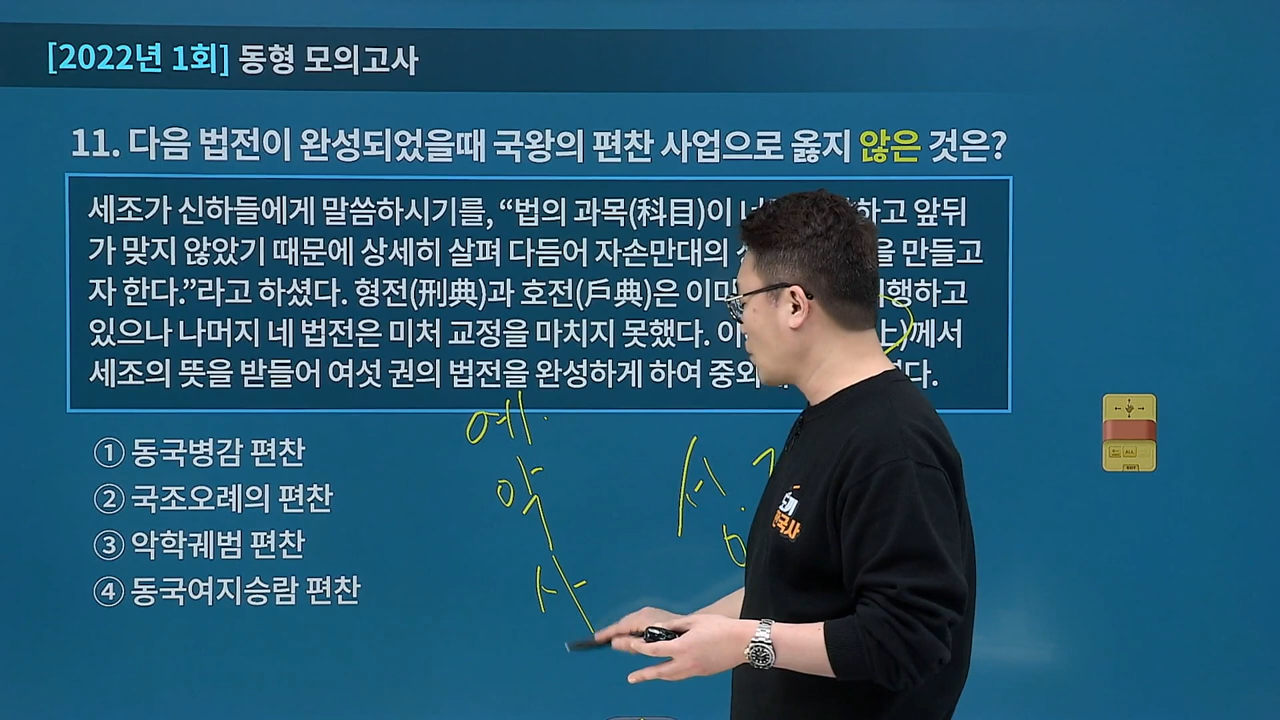 [2022년 1회] 동형 모의고사
11. 다음 법전이 완성되었을때 국왕의 편찬 사업으로 옳지 않은 것은?
세조가 신하들에게 말씀하시기를, “법의 과목(科目)이 하고 앞뒤
가 맞지 않았기 때문에 상세히 살펴 다듬어 자손만대의 을 만들고
자 한다.”라고 하셨다. 형전(刑典)과 호전(戶典)은 이미 행하고
있으나 나머지 네 법전은 미처 교정을 마치지 못했다. 께서
세조의 뜻을 받들어 여섯 권의 법전을 완성하게 하여 중외 다.
① 동국병감 편찬
② 국조오례의 편찬
③ 악학궤범 편찬
④ 동국여지승람 편찬
예
악
사
성
한국사